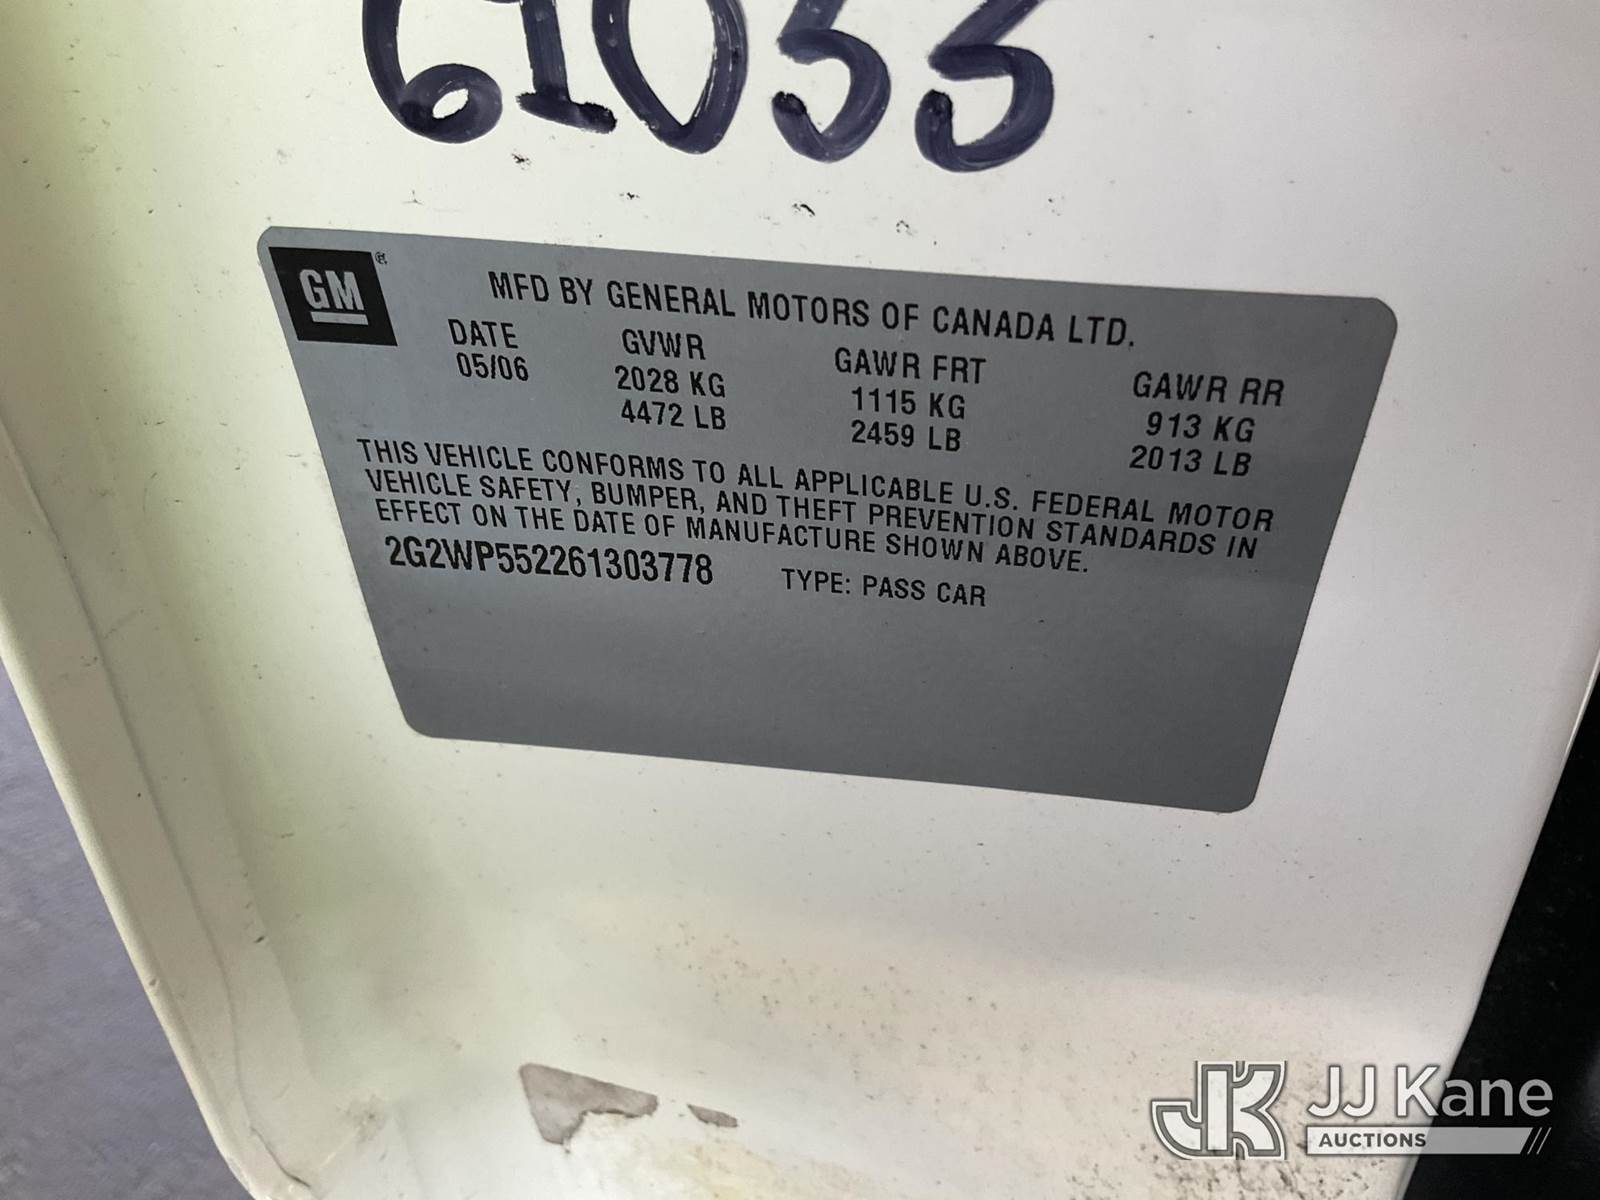 61053
GM®
MFD BY GENERAL MOTORS OF CANADA LTD.
DATE GVWR GAWR FRT GAWR RR
05/06 2028 KG 1115 KG 913 KG
4472 LB 2459 LB 2013 LB
THIS VEHICLE CONFORMS TO ALL APPLICABLE U.S. FEDERAL MOTOR
VEHICLE SAFETY, BUMPER, AND THEFT PREVENTION STANDARDS IN
EFFECT ON THE DATE OF MANUFACTURE SHOWN ABOVE.
2G2WP552261303778 TYPE: PASS CAR
JK JJ Kane
AUCTIONS